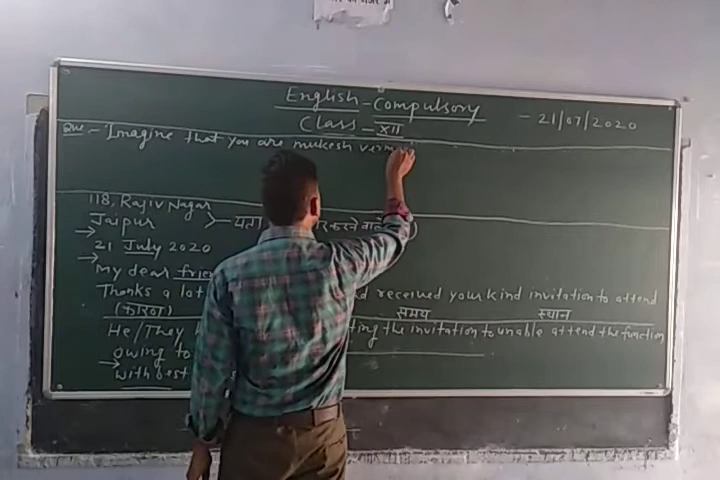 English - Compulsory
Class - XII
- 21/07/2020
Que - Imagine that you are mukesh verma
118, Rajiv Nagar
Jaipur
21 July 2020
My dear
Thanks a lot received your kind invitation to attend
(कारण) समय स्थान
He/They the invitation to unable attend the function
owing to
with best